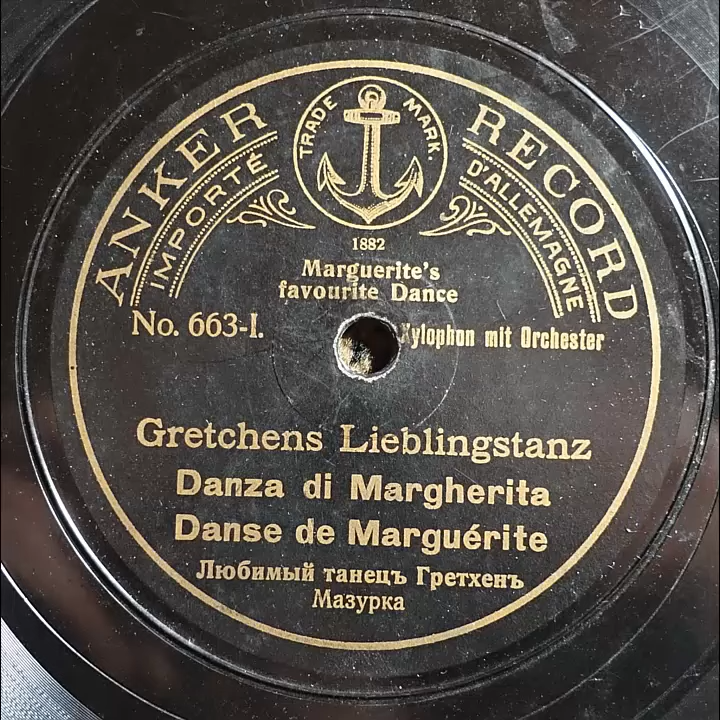 ANKER RECORD
IMPORTÉ D'ALLEMAGNE
TRADE MARK.
1882
Marguerite's
favourite Dance
No. 663-I. Xylophon mit Orchester
Gretchens Lieblingstanz
Danza di Margherita
Danse de Marguérite
Любимый танецъ Гретхенъ
Мазурка